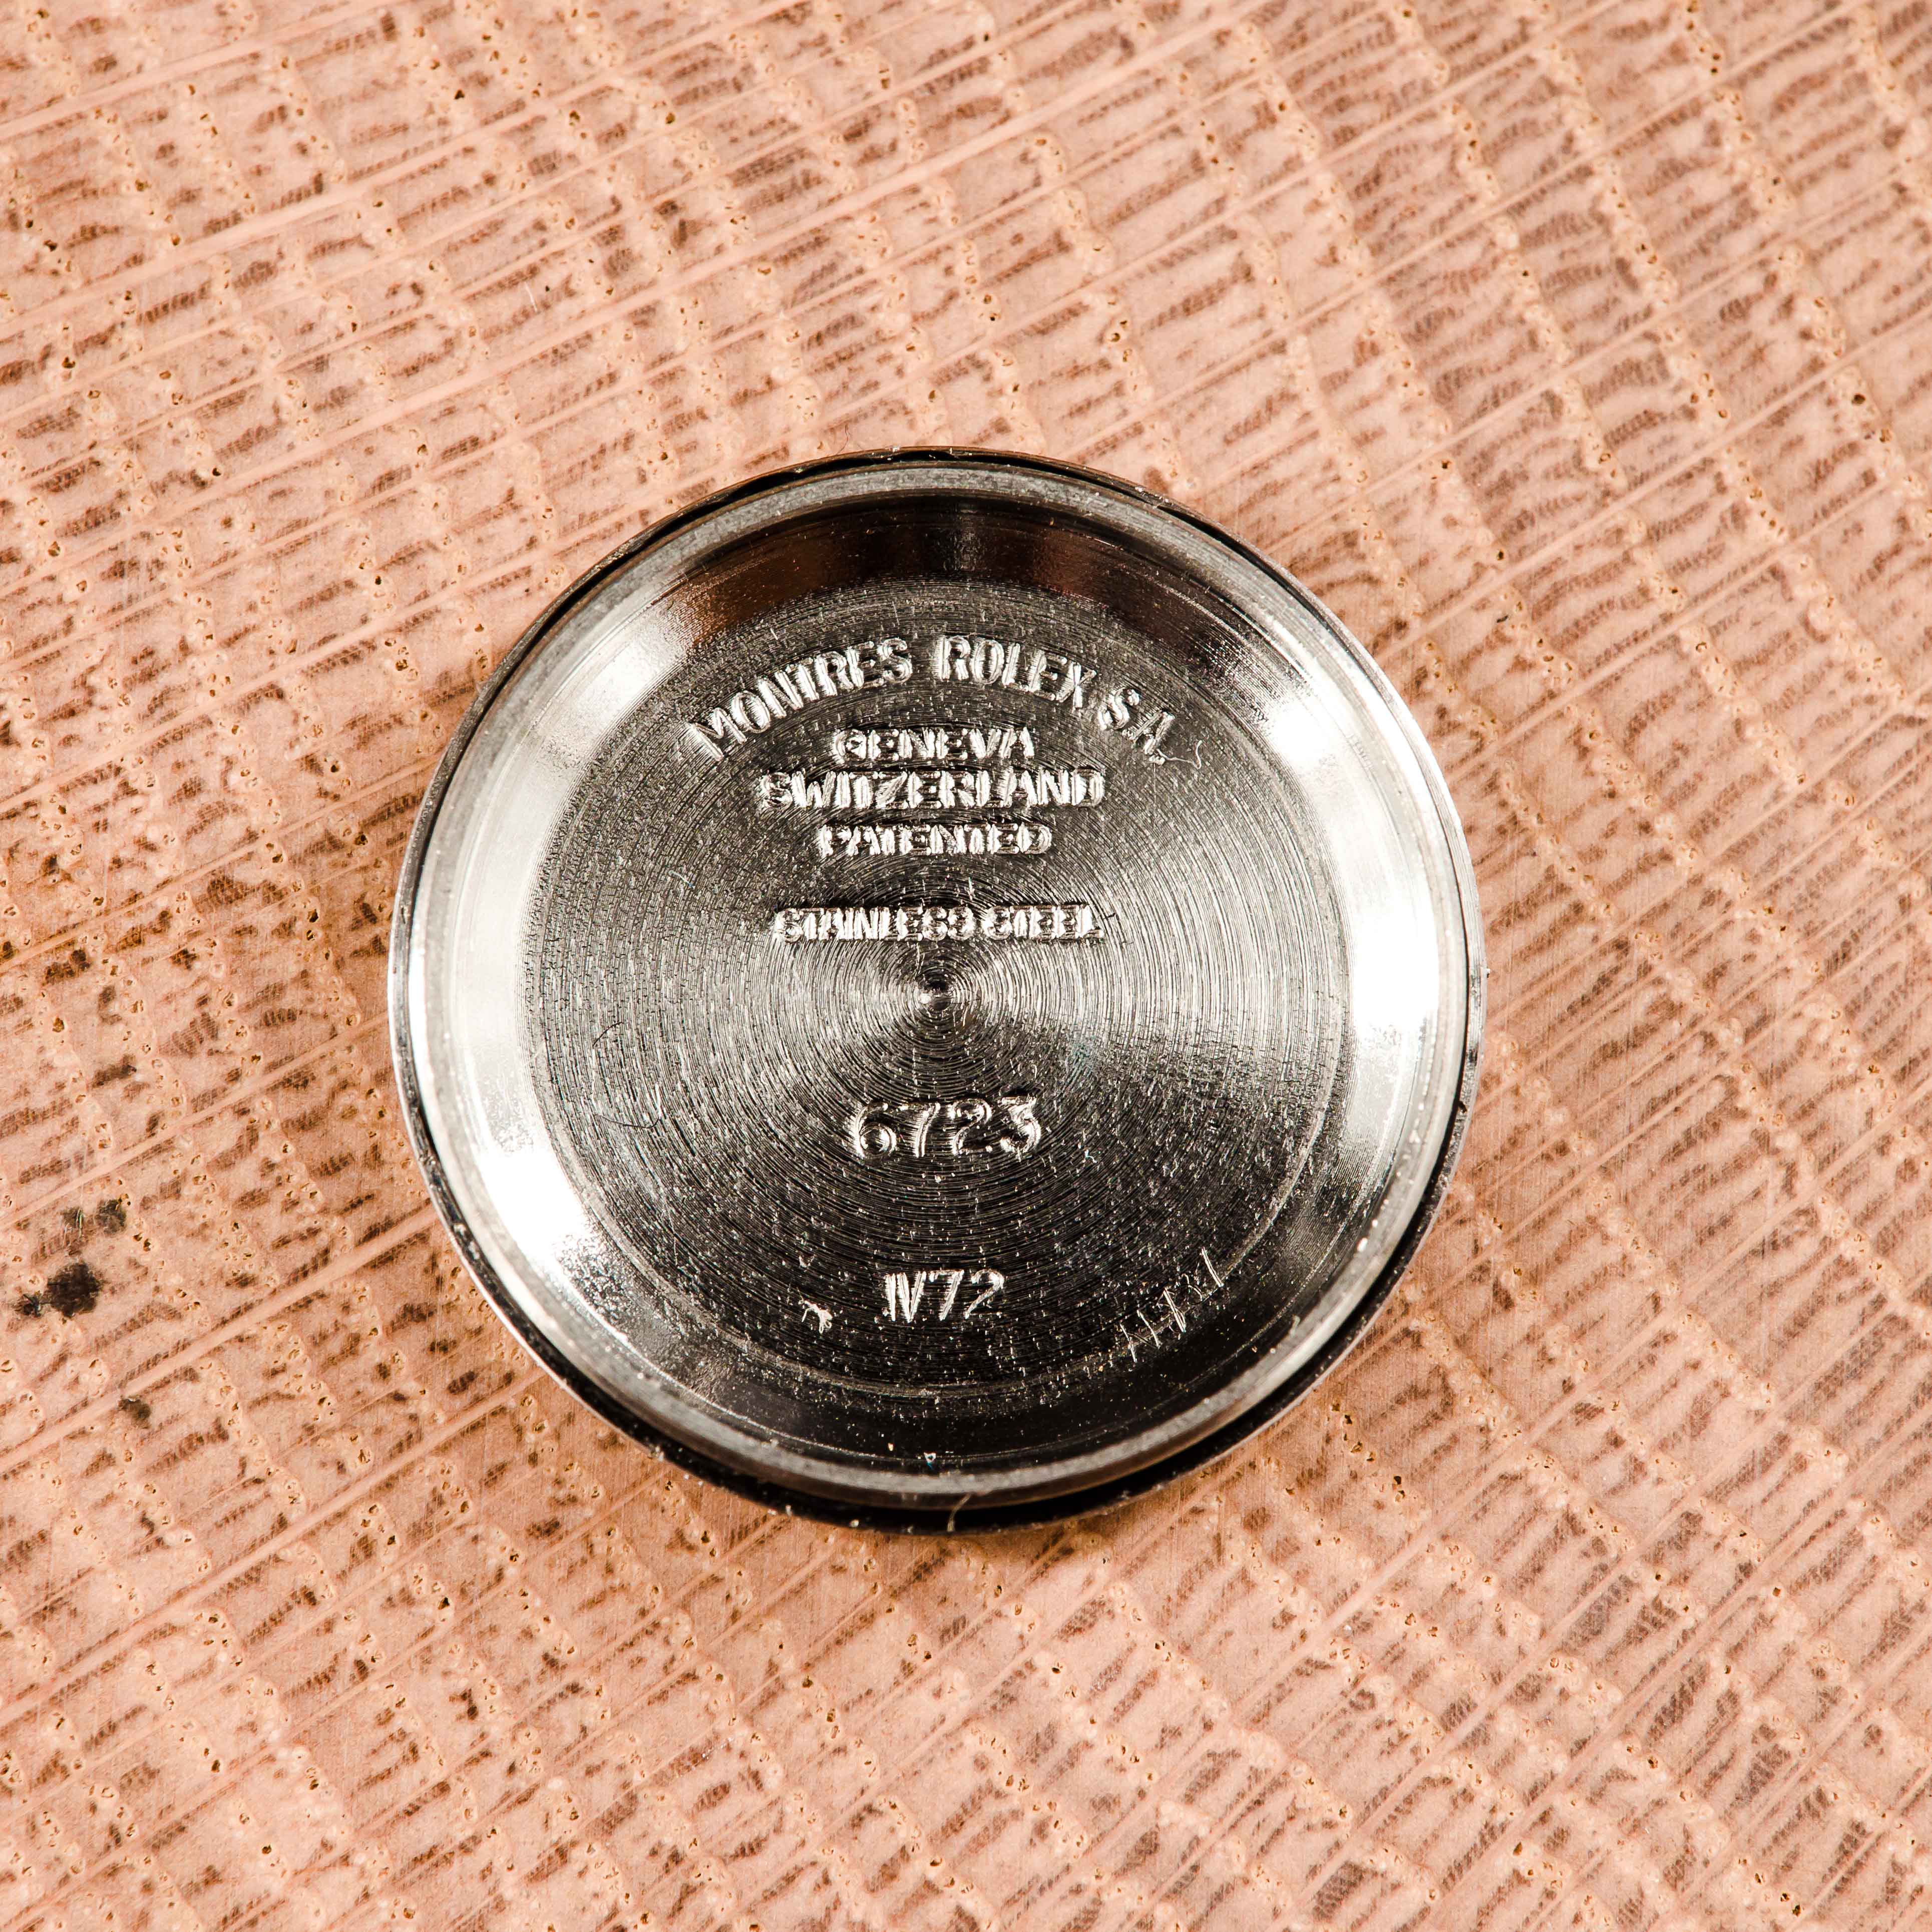 MONTRES ROLEX S.A.
GENEVA
SWITZERLAND
PATENTED
STAINLESS STEEL
6723
IV72